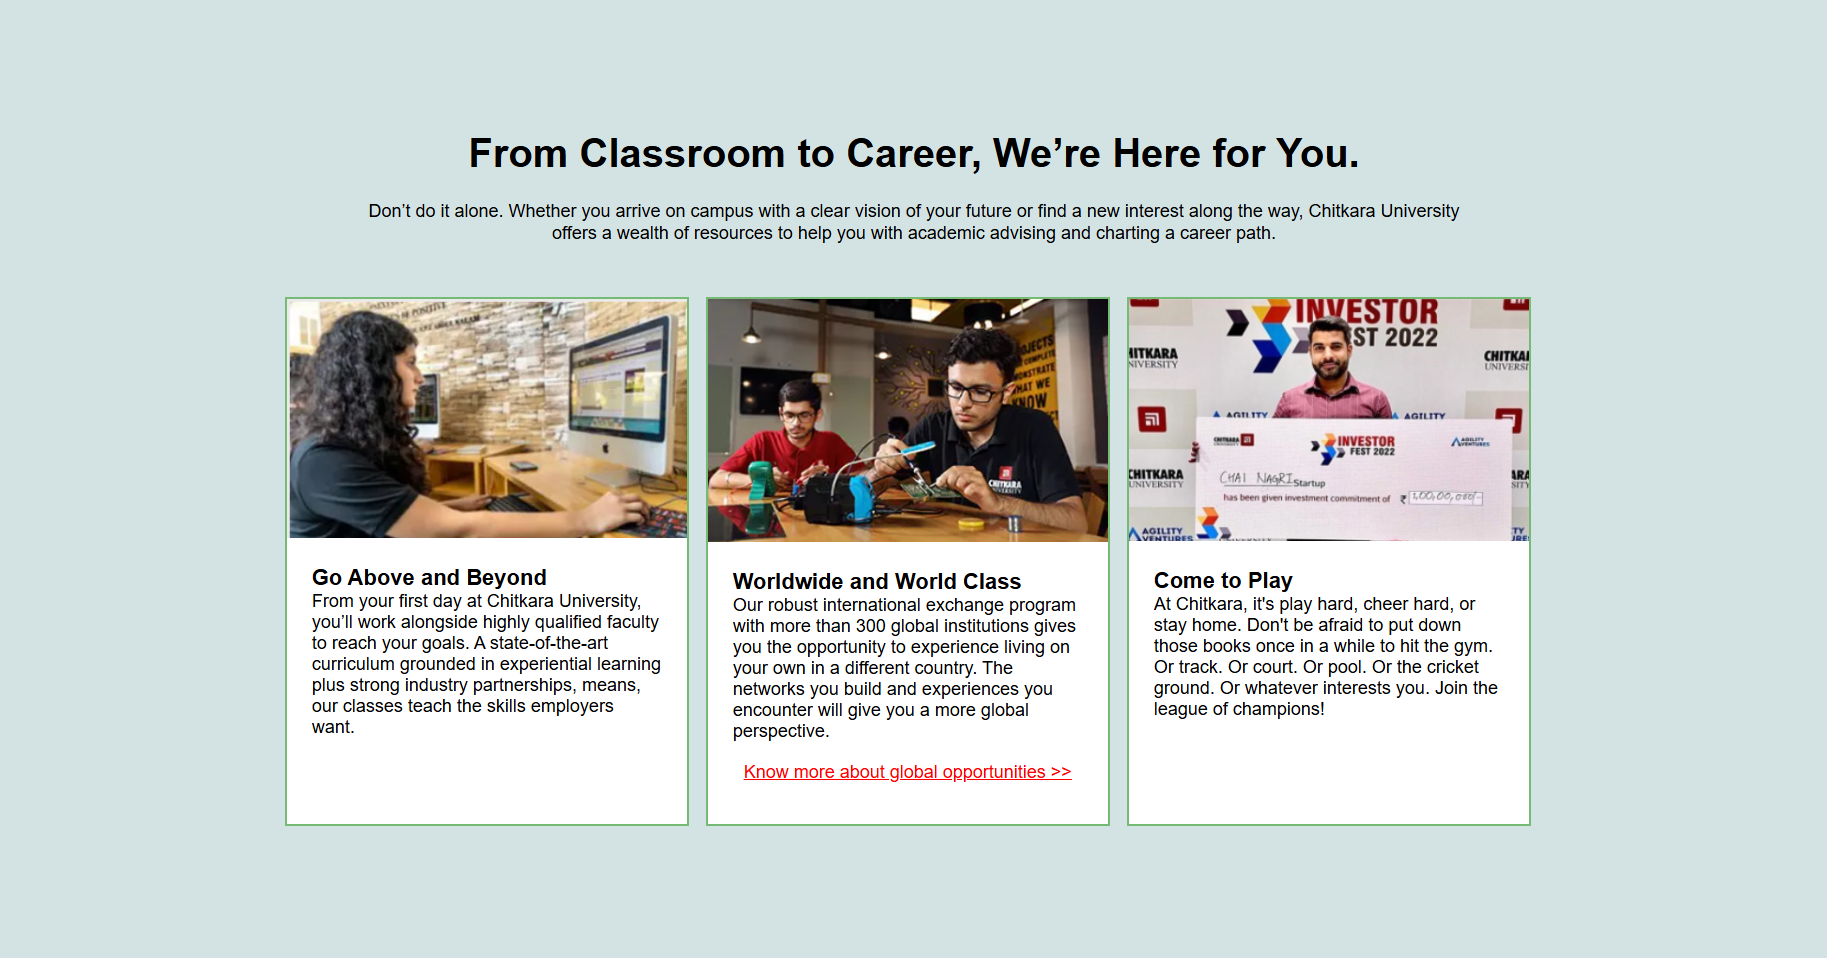 From Classroom to Career, We’re Here for You.
Don’t do it alone. Whether you arrive on campus with a clear vision of your future or find a new interest along the way, Chitkara University
offers a wealth of resources to help you with academic advising and charting a career path.
PROJECTS
COMPLETE
DEMONSTRATE
WHAT WE
KNOW
CHITKARA
UNIVERSITY
INVESTOR
FEST 2022
CHITKARA
UNIVERSITY
AGILITY
AGILITY
CHITKARA
UNIVERSITY
INVESTOR
FEST 2022
AGILITY
VENTURES
CHITKARA
UNIVERSITY
CHAI NAGRI Startup
has been given investment commitment of ₹
AGILITY
VENTURES
Go Above and Beyond
From your first day at Chitkara University,
you’ll work alongside highly qualified faculty
to reach your goals. A state-of-the-art
curriculum grounded in experiential learning
plus strong industry partnerships, means,
our classes teach the skills employers
want.
Worldwide and World Class
Our robust international exchange program
with more than 300 global institutions gives
you the opportunity to experience living on
your own in a different country. The
networks you build and experiences you
encounter will give you a more global
perspective.
Know more about global opportunities >>
Come to Play
At Chitkara, it's play hard, cheer hard, or
stay home. Don't be afraid to put down
those books once in a while to hit the gym.
Or track. Or court. Or pool. Or the cricket
ground. Or whatever interests you. Join the
league of champions!